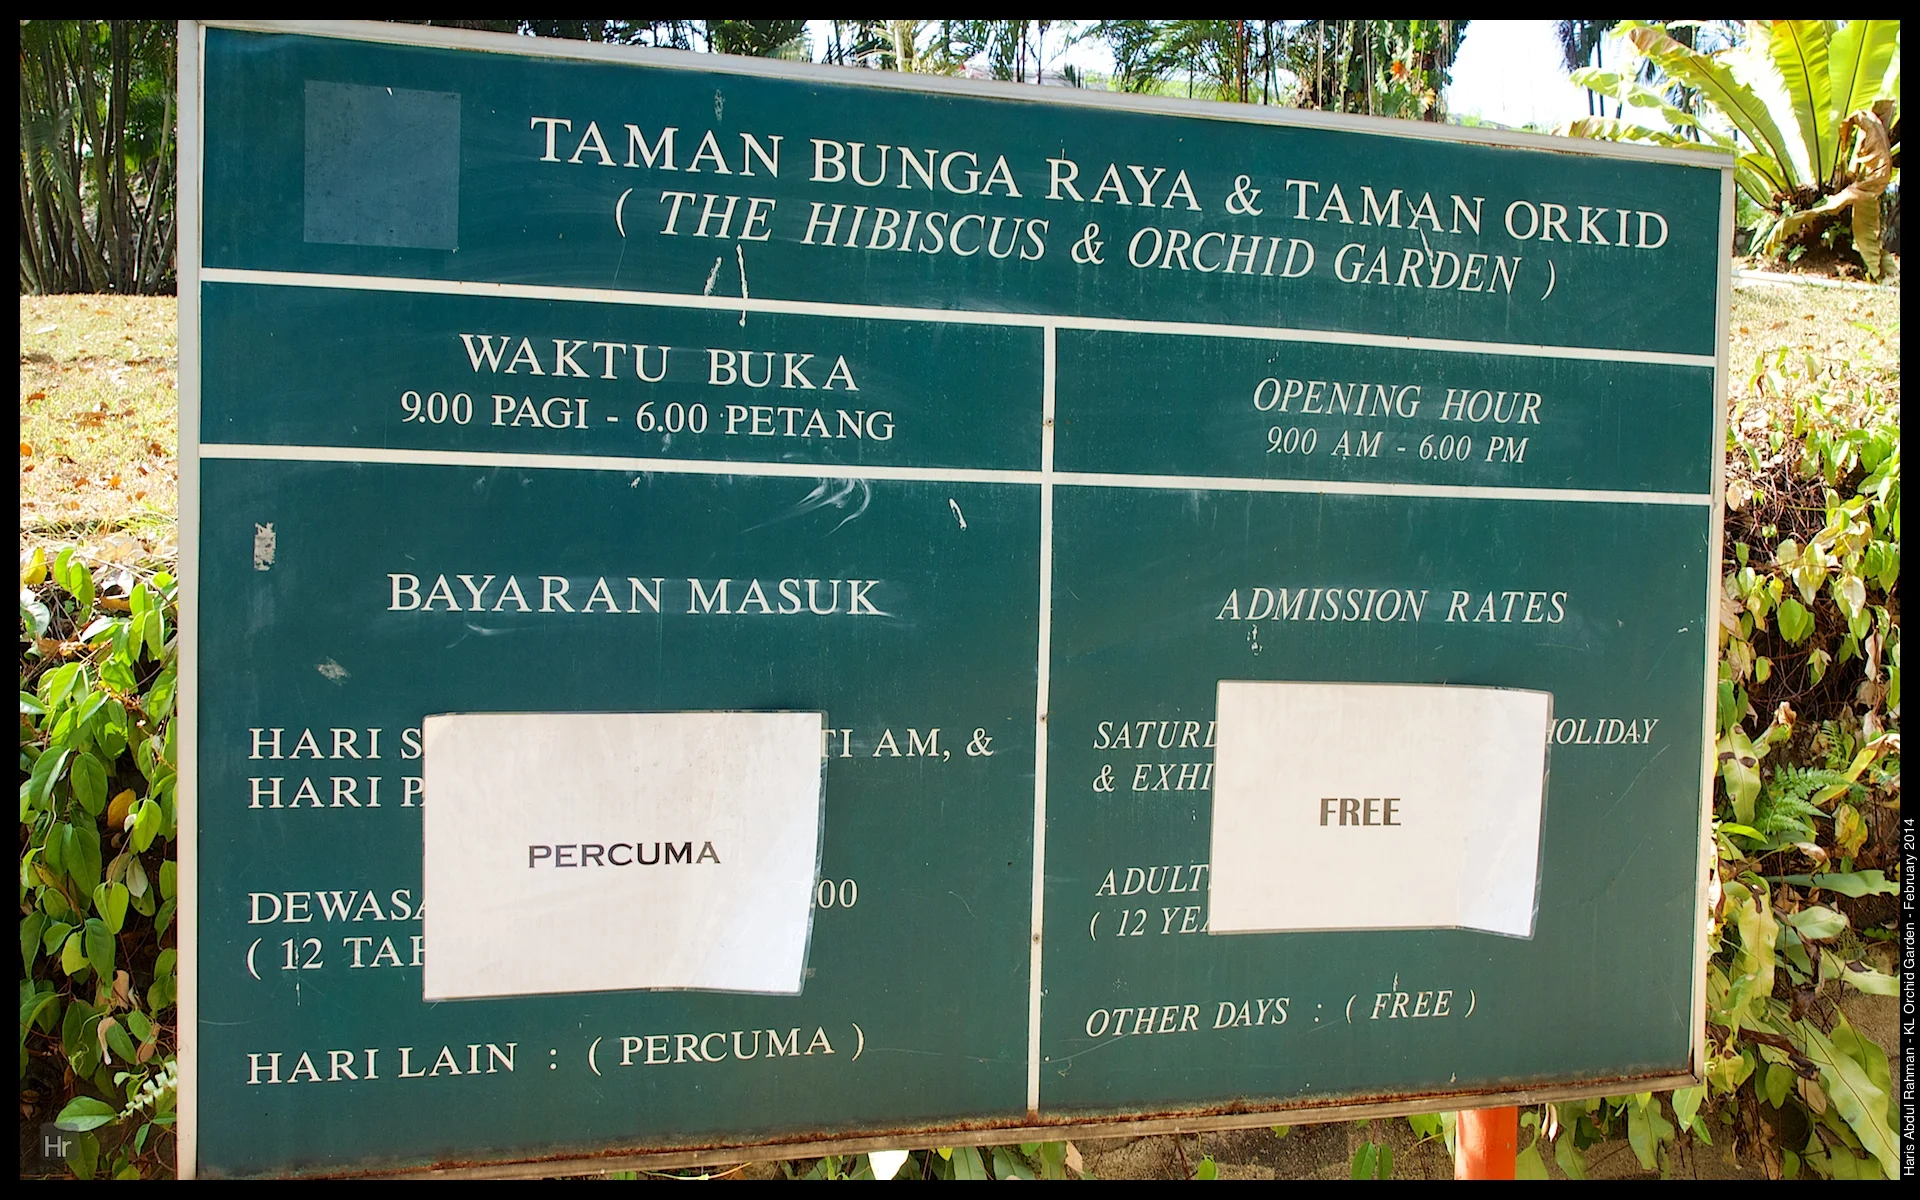 TAMAN BUNGA RAYA & TAMAN ORKID
( THE HIBISCUS & ORCHID GARDEN )
WAKTU BUKA
9.00 PAGI - 6.00 PETANG
OPENING HOUR
9.00 AM - 6.00 PM
BAYARAN MASUK
HARI S
TI AM, &
HARI PA
PERCUMA
DEWASA
00
( 12 TAH
HARI LAIN : ( PERCUMA )
ADMISSION RATES
SATURD
HOLIDAY
& EXHI
FREE
ADULT
( 12 YEA
OTHER DAYS : ( FREE )
Hr
Haris Abdul Rahman - KL Orchid Garden - February 2014